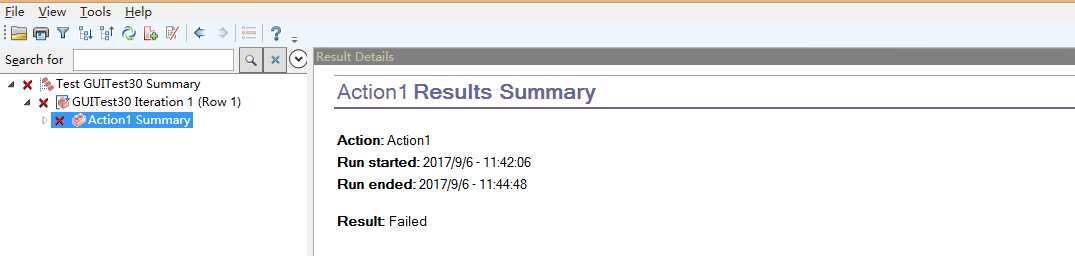 File View Tools Help
Search for
Result Details
Test GUITest30 Summary
GUITest30 Iteration 1 (Row 1)
Action1 Summary
Action1 Results Summary
Action: Action1
Run started: 2017/9/6 - 11:42:06
Run ended: 2017/9/6 - 11:44:48
Result: Failed